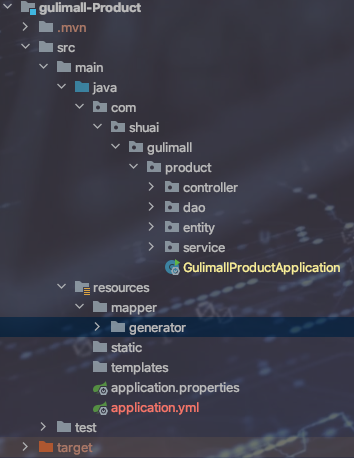 gulimall-Product
.mvn
src
main
java
com
shuai
gulimall
product
controller
dao
entity
service
GulimallProductApplication
resources
mapper
generator
static
templates
application.properties
application.yml
test
target